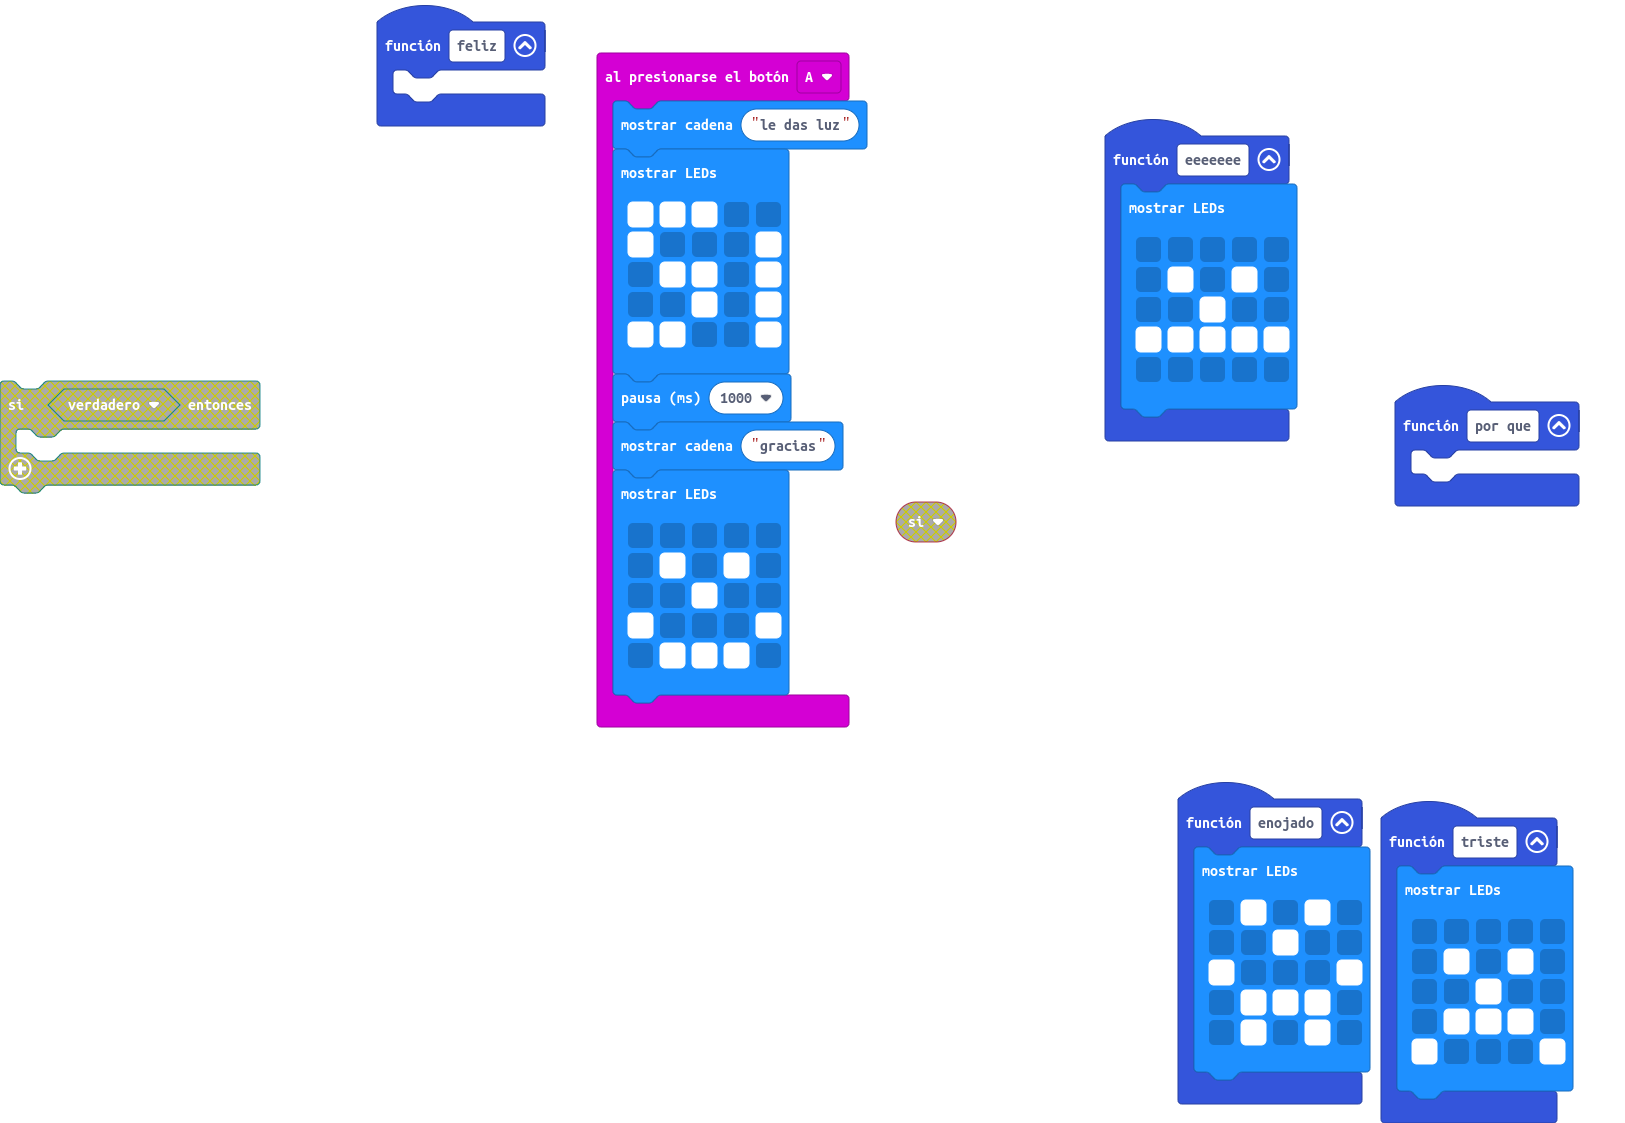 función feliz
al presionarse el botón A
mostrar cadena "le das luz"
mostrar LEDs
pausa (ms) 1000
mostrar cadena "gracias"
mostrar LEDs
si verdadero entonces
si
función eeeeeee
mostrar LEDs
función por que
función enojado
mostrar LEDs
función triste
mostrar LEDs